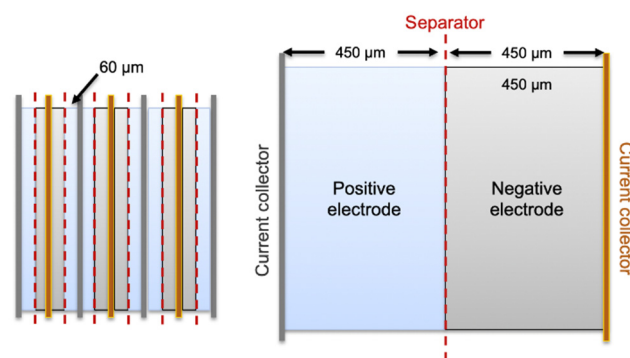 60 μm
Separator
450 μm
450 μm
450 μm
Current collector
Positive
electrode
Negative
electrode
Current collector